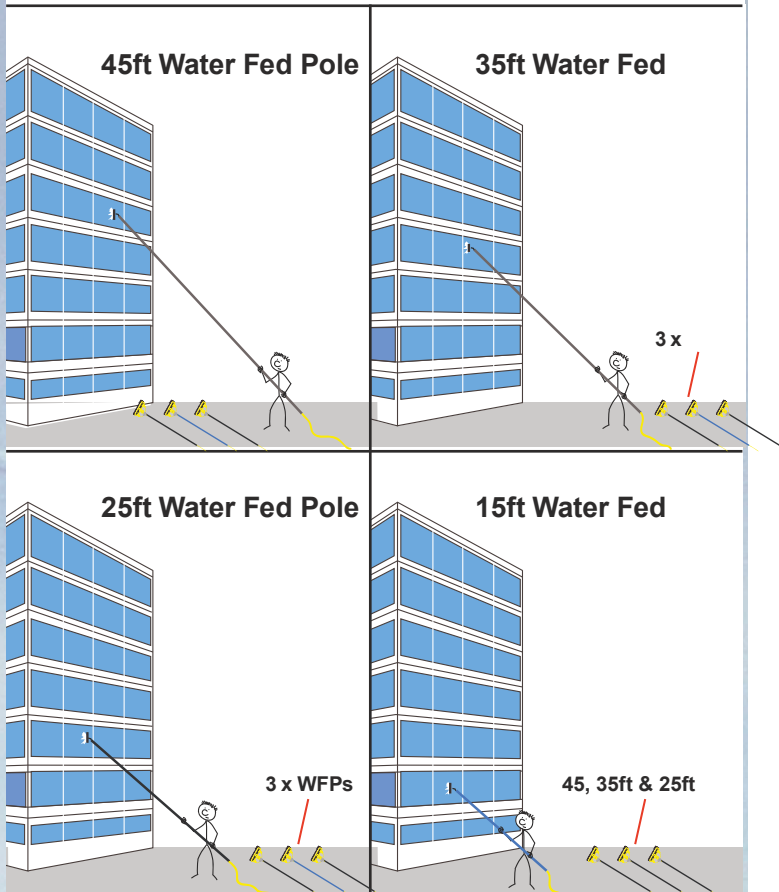 45ft Water Fed Pole
35ft Water Fed
3 x
25ft Water Fed Pole
15ft Water Fed
3 x WFPs
45, 35ft & 25ft